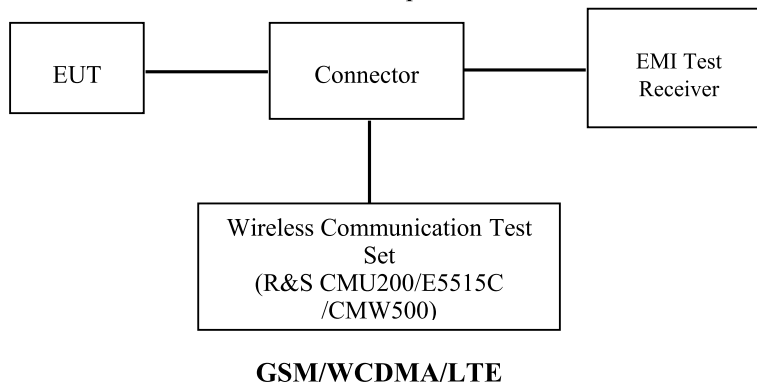 EUT
Connector
EMI Test
Receiver
Wireless Communication Test
Set
(R&S CMU200/E5515C
/CMW500)
GSM/WCDMA/LTE